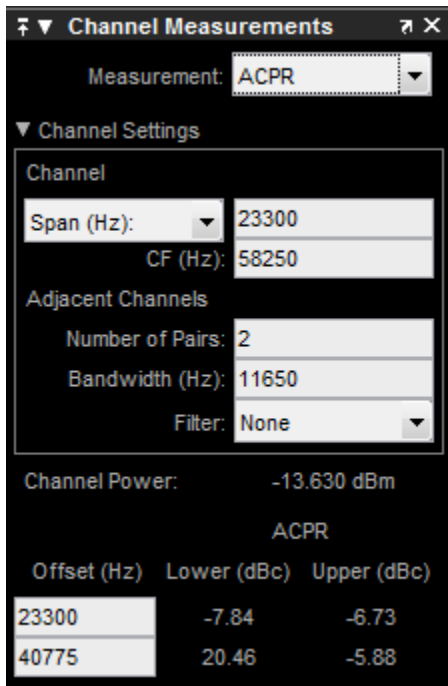 Channel Measurements
Measurement: ACPR
Channel Settings
Channel
Span (Hz): 23300
CF (Hz): 58250
Adjacent Channels
Number of Pairs: 2
Bandwidth (Hz): 11650
Filter: None
Channel Power: -13.630 dBm
ACPR
Offset (Hz) Lower (dBc) Upper (dBc)
23300 -7.84 -6.73
40775 20.46 -5.88